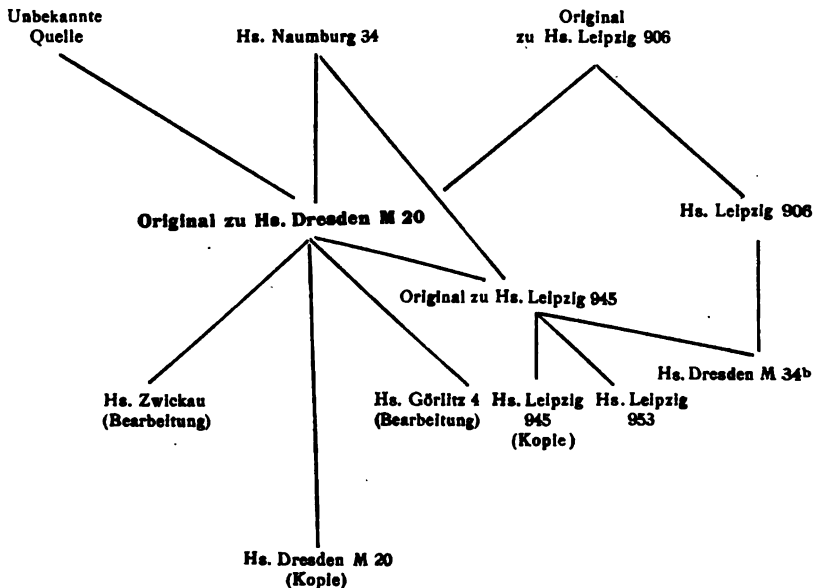 Unbekannte
Quelle
Hs. Naumburg 34
Original
zu Hs. Leipzig 906
Original zu Hs. Dresden M 20
Hs. Leipzig 906
Original zu Hs. Leipzig 945
Hs. Dresden M 34b
Hs. Zwickau
(Bearbeitung)
Hs. Görlitz 4
(Bearbeitung)
Hs. Leipzig
945
(Kopie)
Hs. Leipzig
953
Hs. Dresden M 20
(Kopie)